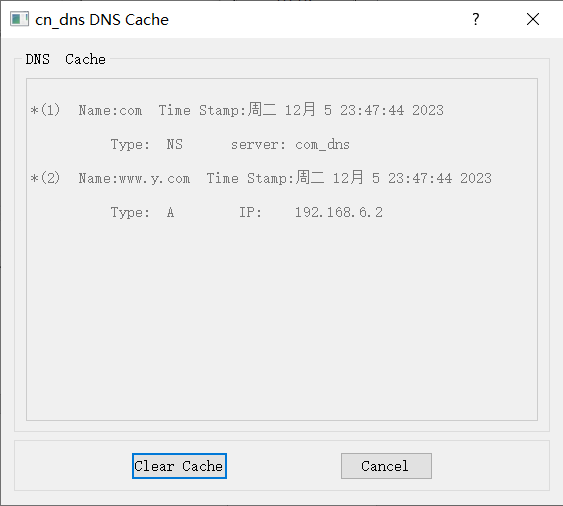 cn_dns DNS Cache
DNS Cache
*(1) Name:com Time Stamp:周二 12月 5 23:47:44 2023
Type: NS server: com_dns
*(2) Name:www.y.com Time Stamp:周二 12月 5 23:47:44 2023
Type: A IP: 192.168.6.2
Clear Cache Cancel